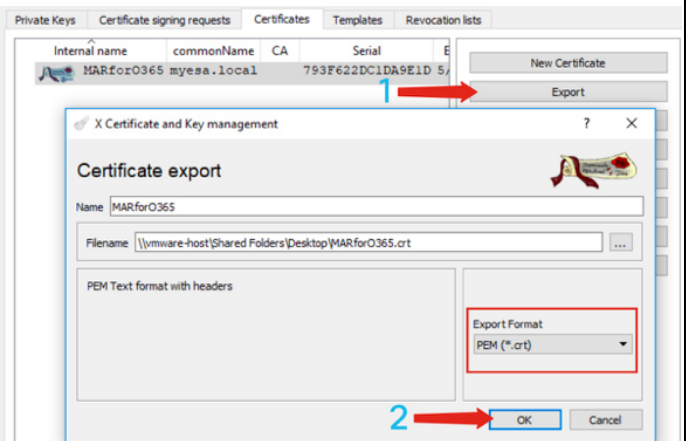 Private Keys Certificate signing requests Certificates Templates Revocation lists
Internal name commonName CA Serial E
MARforO365 myesa.local 793F622DC1DA9E1D 5/
New Certificate
1
Export
X Certificate and Key management ? X
Certificate export
Name MARforO365
Filename \\vmware-host\Shared Folders\Desktop\MARforO365.crt ...
PEM Text format with headers
Export Format
PEM (*.crt)
2
OK Cancel